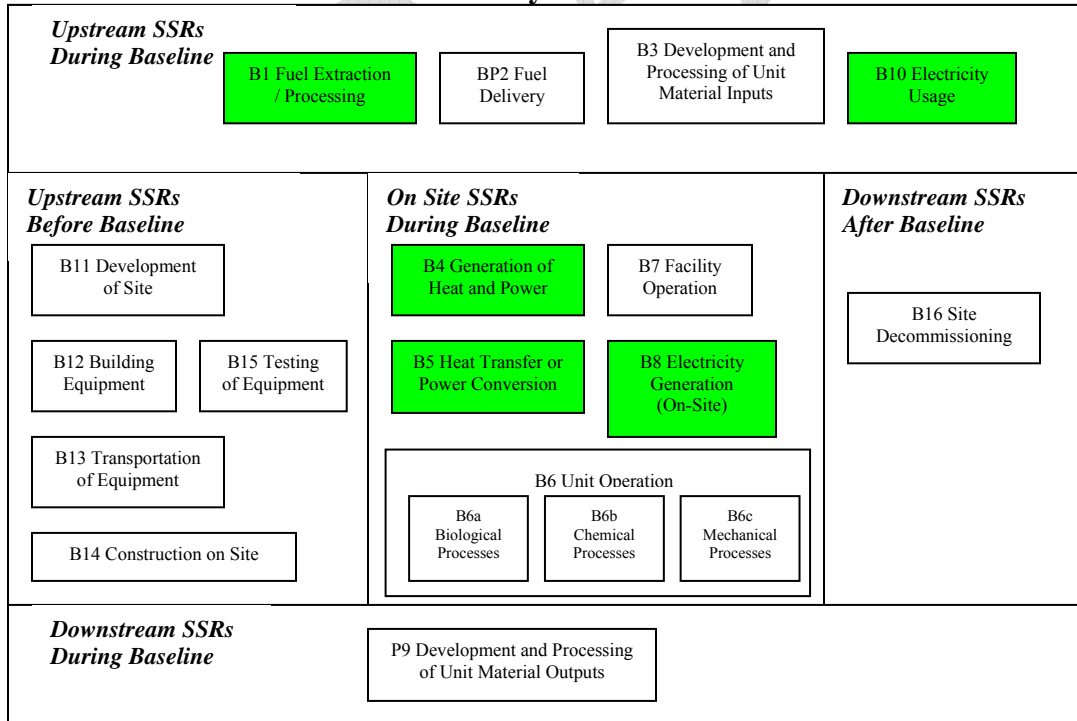 Upstream SSRs
During Baseline
B1 Fuel Extraction
/ Processing
BP2 Fuel
Delivery
B3 Development and
Processing of Unit
Material Inputs
B10 Electricity
Usage
Upstream SSRs
Before Baseline
B11 Development
of Site
B12 Building
Equipment
B15 Testing
of Equipment
B13 Transportation
of Equipment
B14 Construction on Site
On Site SSRs
During Baseline
B4 Generation of
Heat and Power
B7 Facility
Operation
B5 Heat Transfer or
Power Conversion
B8 Electricity
Generation
(On-Site)
B6 Unit Operation
B6a
Biological
Processes
B6b
Chemical
Processes
B6c
Mechanical
Processes
Downstream SSRs
After Baseline
B16 Site
Decommissioning
Downstream SSRs
During Baseline
P9 Development and Processing
of Unit Material Outputs